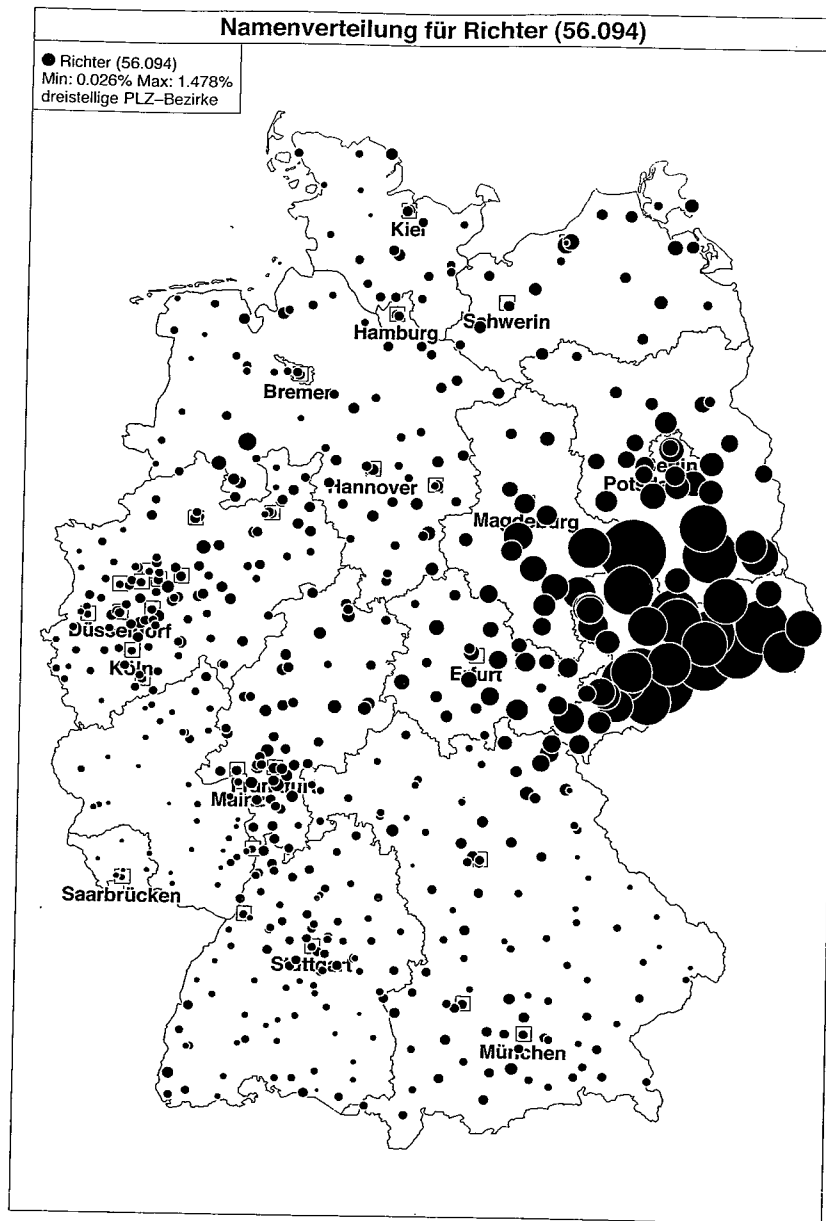 Namenverteilung für Richter (56.094)
Richter (56.094)
Min: 0.026% Max: 1.478%
dreistellige PLZ–Bezirke
Kiel
Hamburg
Schwerin
Bremen
Hannover
Magdeburg
Düsseldorf
Köln
Erfurt
Saarbrücken
Stuttgart
München